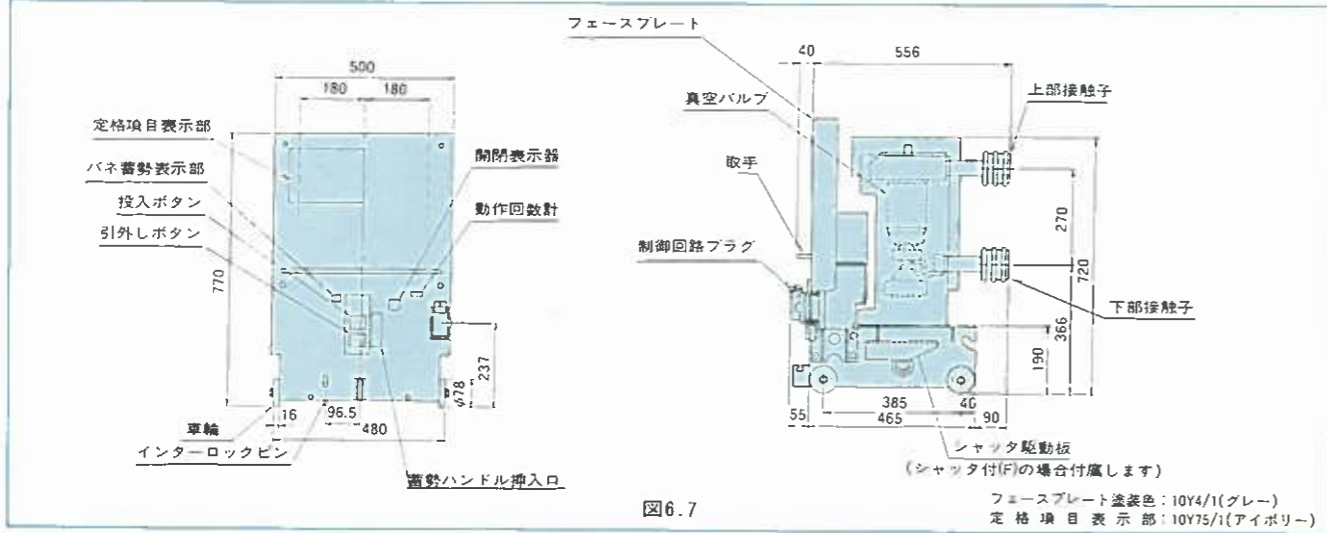 フェースプレート
40
556
500
180
180
上部接触子
真空バルブ
定格項目表示部
開閉表示器
バネ蓄勢表示部
取手
投入ボタン
動作回数計
引外しボタン
制御回路プラグ
270
720
770
下部接触子
366
190
237
φ78
16
96.5
480
385
40
55
465
90
車輪
インターロックピン
シャッタ駆動板
(シャッタ付(F)の場合付属します)
蓄勢ハンドル挿入口
フェースプレート塗装色:10Y4/1(グレー)
定格項目表示部:10Y75/1(アイボリー)
図6.7